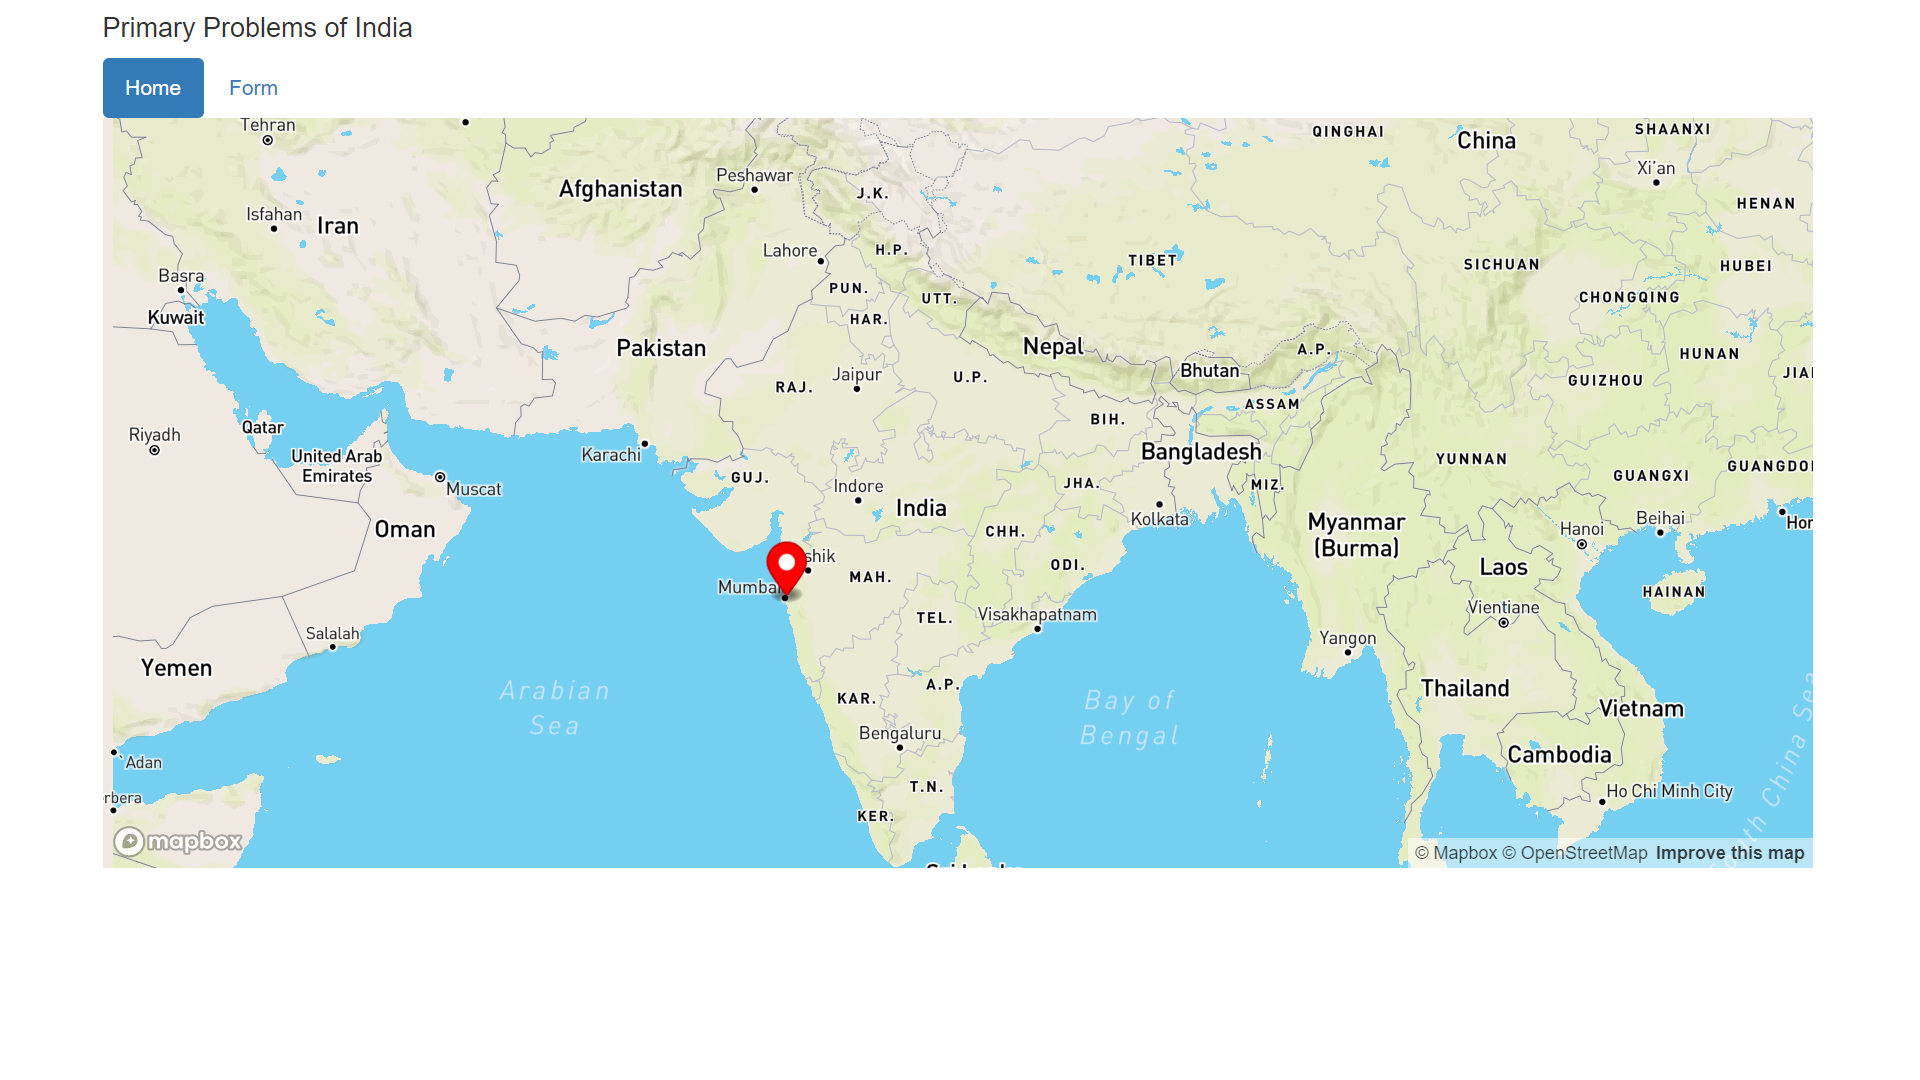 Primary Problems of India
Home Form
Tehran
QINGHAI
China
SHAANXI
Peshawar
Xi'an
Afghanistan
J.K.
HENAN
Isfahan
Iran
Lahore
H.P.
TIBET
SICHUAN
HUBEI
Basra
PUN.
UTT.
CHONGQING
Kuwait
HAR.
Pakistan
Nepal
A.P.
HUNAN
Bhutan
Jaipur
U.P.
RAJ.
GUIZHOU
JIA
ASSAM
BIH.
Qatar
Riyadh
Karachi
Bangladesh
United Arab
Emirates
YUNNAN
GUANGXI
GUANGDO
GUJ.
JHA.
MIZ.
Muscat
Indore
India
Kolkata
Oman
CHH.
Myanmar
(Burma)
Hanoi
Beihai
Hon
shik
ODI.
Laos
MAH.
Mumbai
HAINAN
TEL.
Visakhapatnam
Vientiane
Salalah
Yangon
Yemen
Arabian
Sea
KAR.
A.P.
Bay of
Bengal
Thailand
Vietnam
Bengaluru
Cambodia
Adan
T.N.
Ho Chi Minh City
rbera
KER.
South China Sea
mapbox
© Mapbox © OpenStreetMap Improve this map